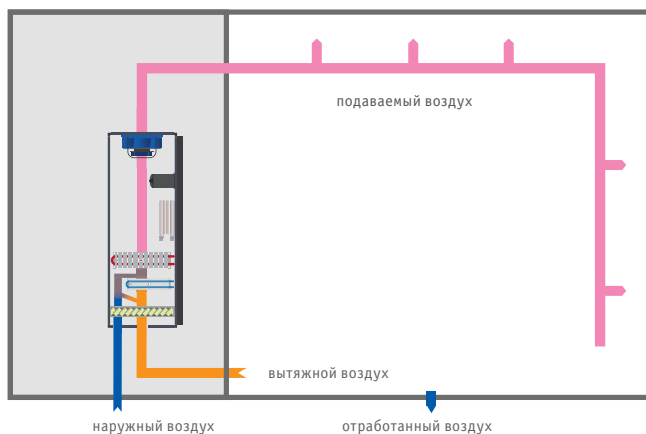 подаваемый воздух
вытяжной воздух
наружный воздух
отработанный воздух